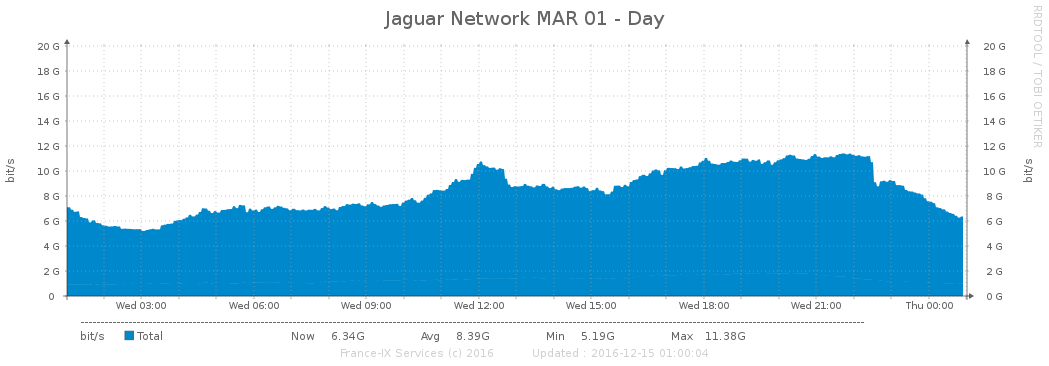 Jaguar Network MAR 01 - Day
RRDTOOL / TOBI OETIKER
20 G 20 G
18 G 18 G
16 G 16 G
14 G 14 G
12 G 12 G
10 G 10 G
8 G 8 G
6 G 6 G
4 G 4 G
2 G 2 G
0 0 G
bit/s
bit/s
Wed 03:00 Wed 06:00 Wed 09:00 Wed 12:00 Wed 15:00 Wed 18:00 Wed 21:00 Thu 00:00
bit/s Total Now 6.34G Avg 8.39G Min 5.19G Max 11.38G
France-IX Services (c) 2016 Updated : 2016-12-15 01:00:04